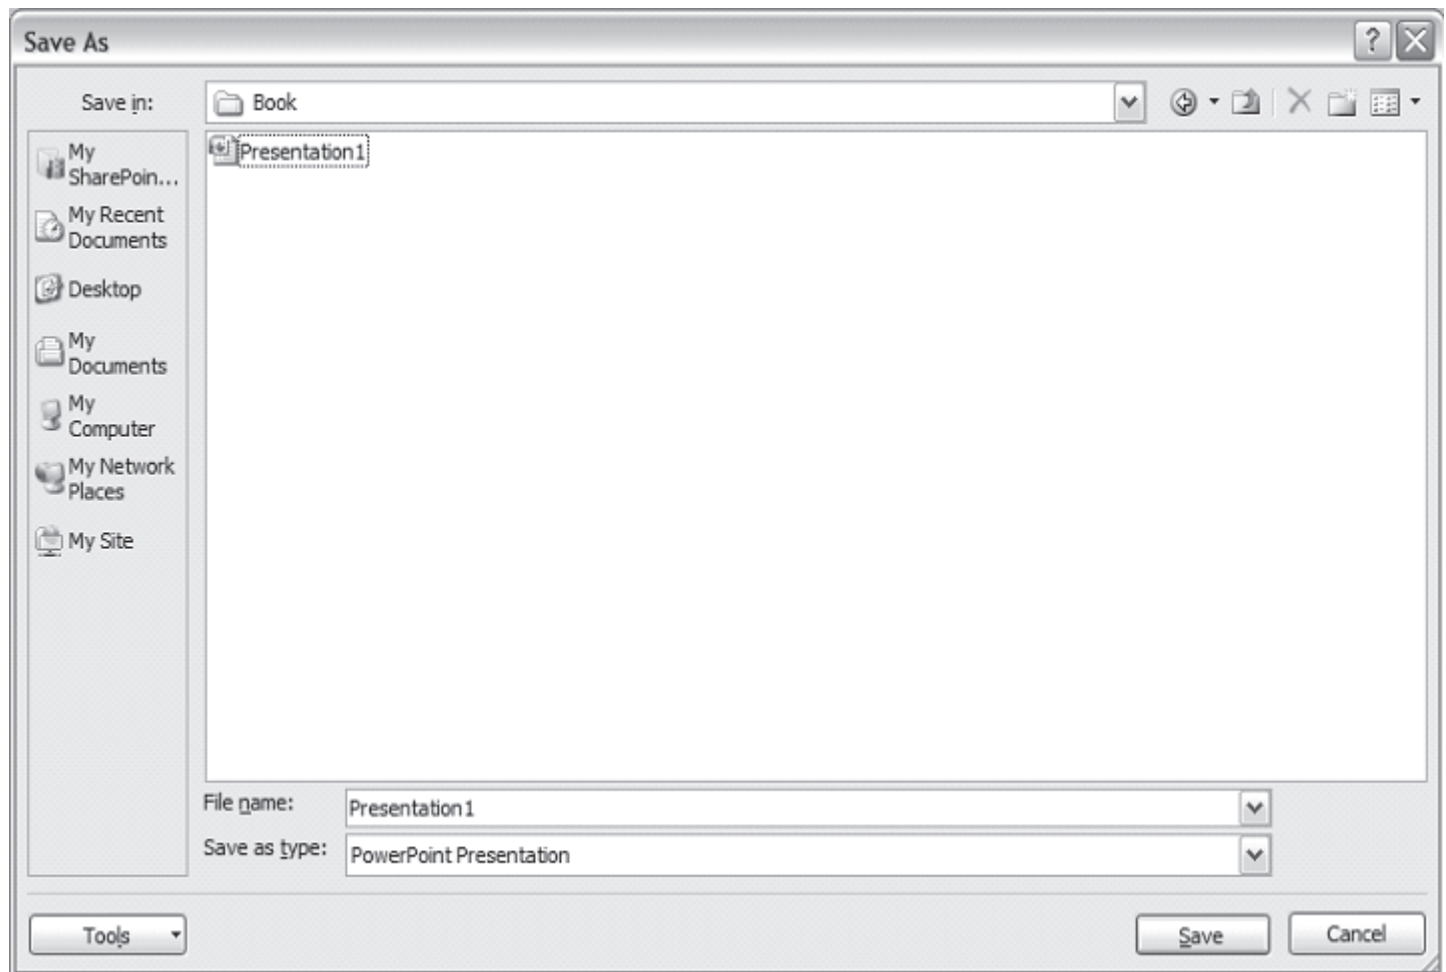 Save As
?
Save in:
Book
My
SharePoin...
My Recent
Documents
Desktop
My
Documents
My
Computer
My Network
Places
My Site
Presentation1
File name:
Presentation1
Save as type:
PowerPoint Presentation
Tools
Save
Cancel